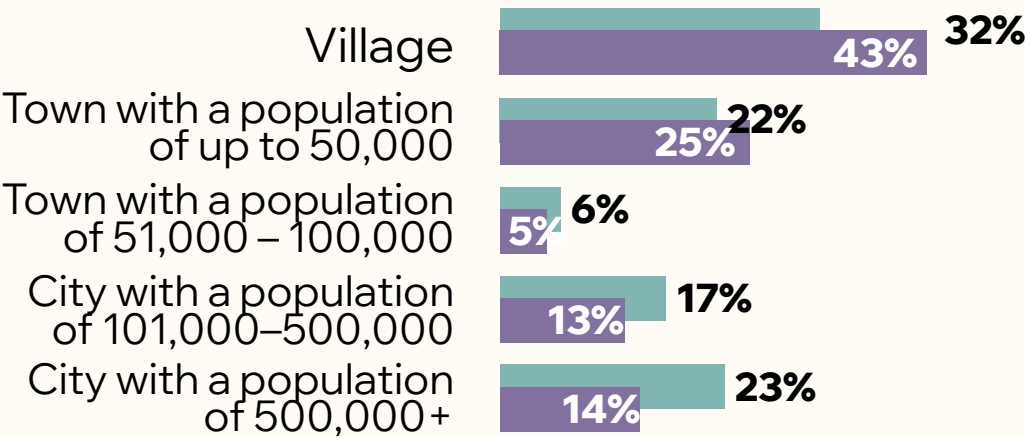 Village
32%
43%
Town with a population
of up to 50,000
22%
25%
Town with a population
of 51,000 – 100,000
6%
5%
City with a population
of 101,000–500,000
17%
13%
City with a population
of 500,000+
23%
14%